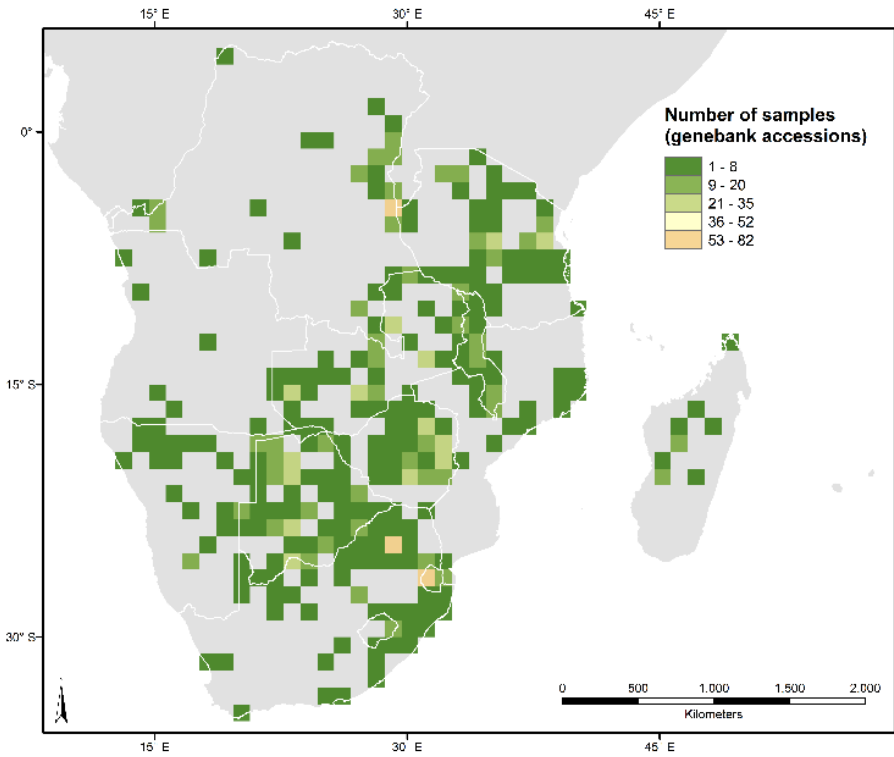 15° E
30° E
45° E
0°
15° S
30° S
Number of samples
(genebank accessions)
1 - 8
9 - 20
21 - 35
36 - 52
53 - 82
0
500
1.000
1.500
2.000
Kilometers
15° E
30° E
45° E